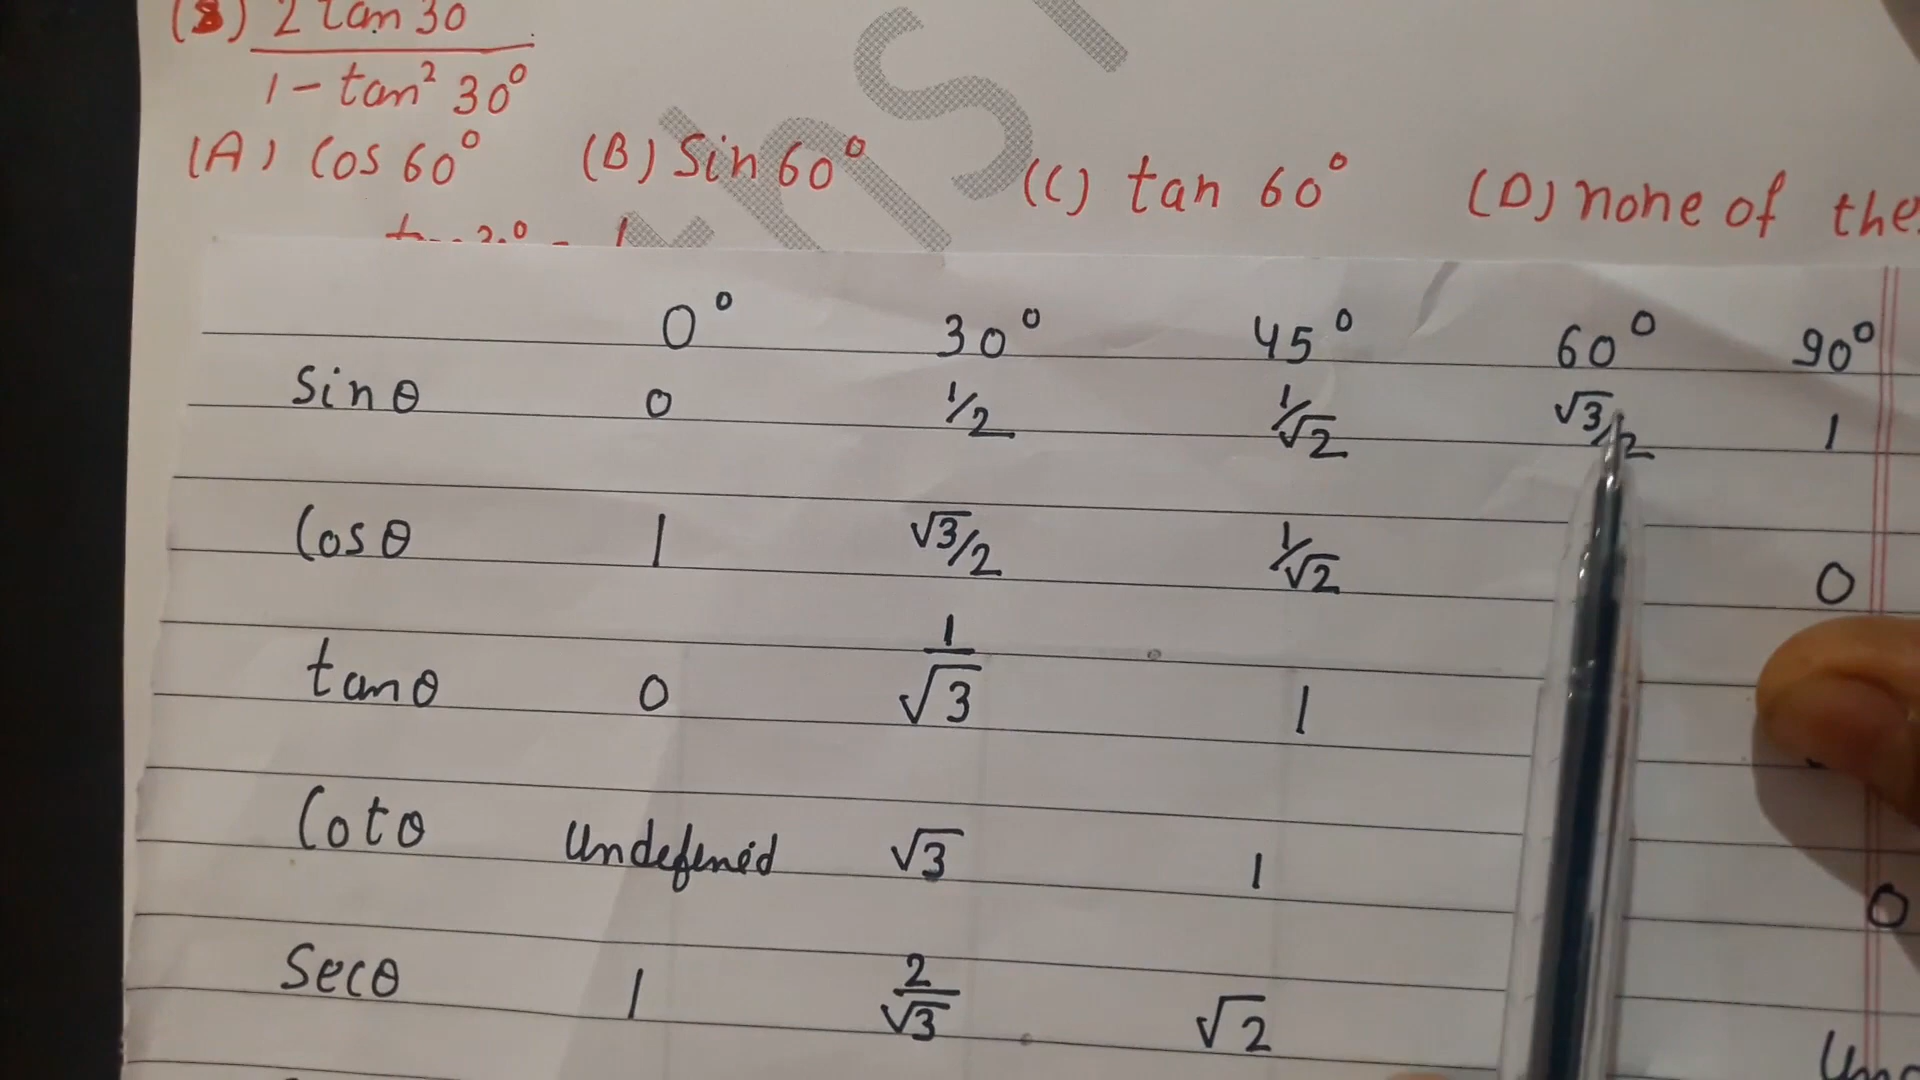 (3) 2 tan 30
1 - tan² 30°
(A) Cos 60° (B) Sin 60° (C) tan 60° (D) none of the
0° 30° 45° 60° 90°
Sinθ 0 1/2 1/√2 √3/2 1
Cosθ 1 √3/2 1/√2 0
tanθ 0 1/√3 1
Cotθ Undefened √3 1 0
Secθ 1 2/√3 √2